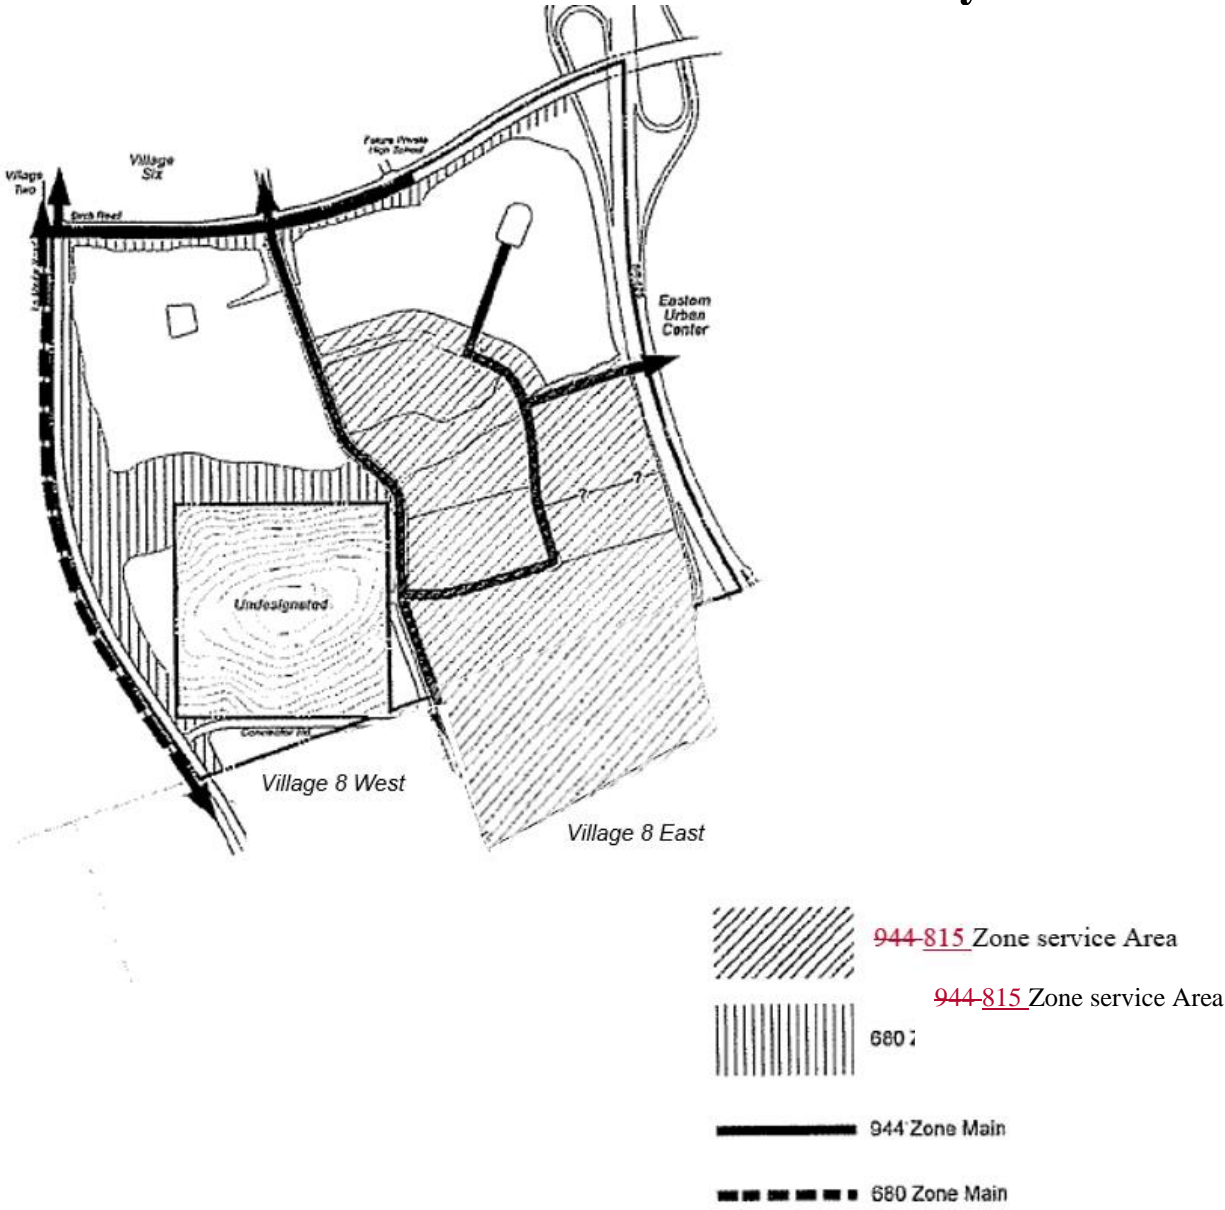 Village
Six
Village
Two
Future Private
High School
Birch Road
Eastern
Urban
Center
?
?
Undesignated
Village 8 West
Village 8 East
944 815 Zone service Area
944 815 Zone service Area
680 Z
944 Zone Main
680 Zone Main